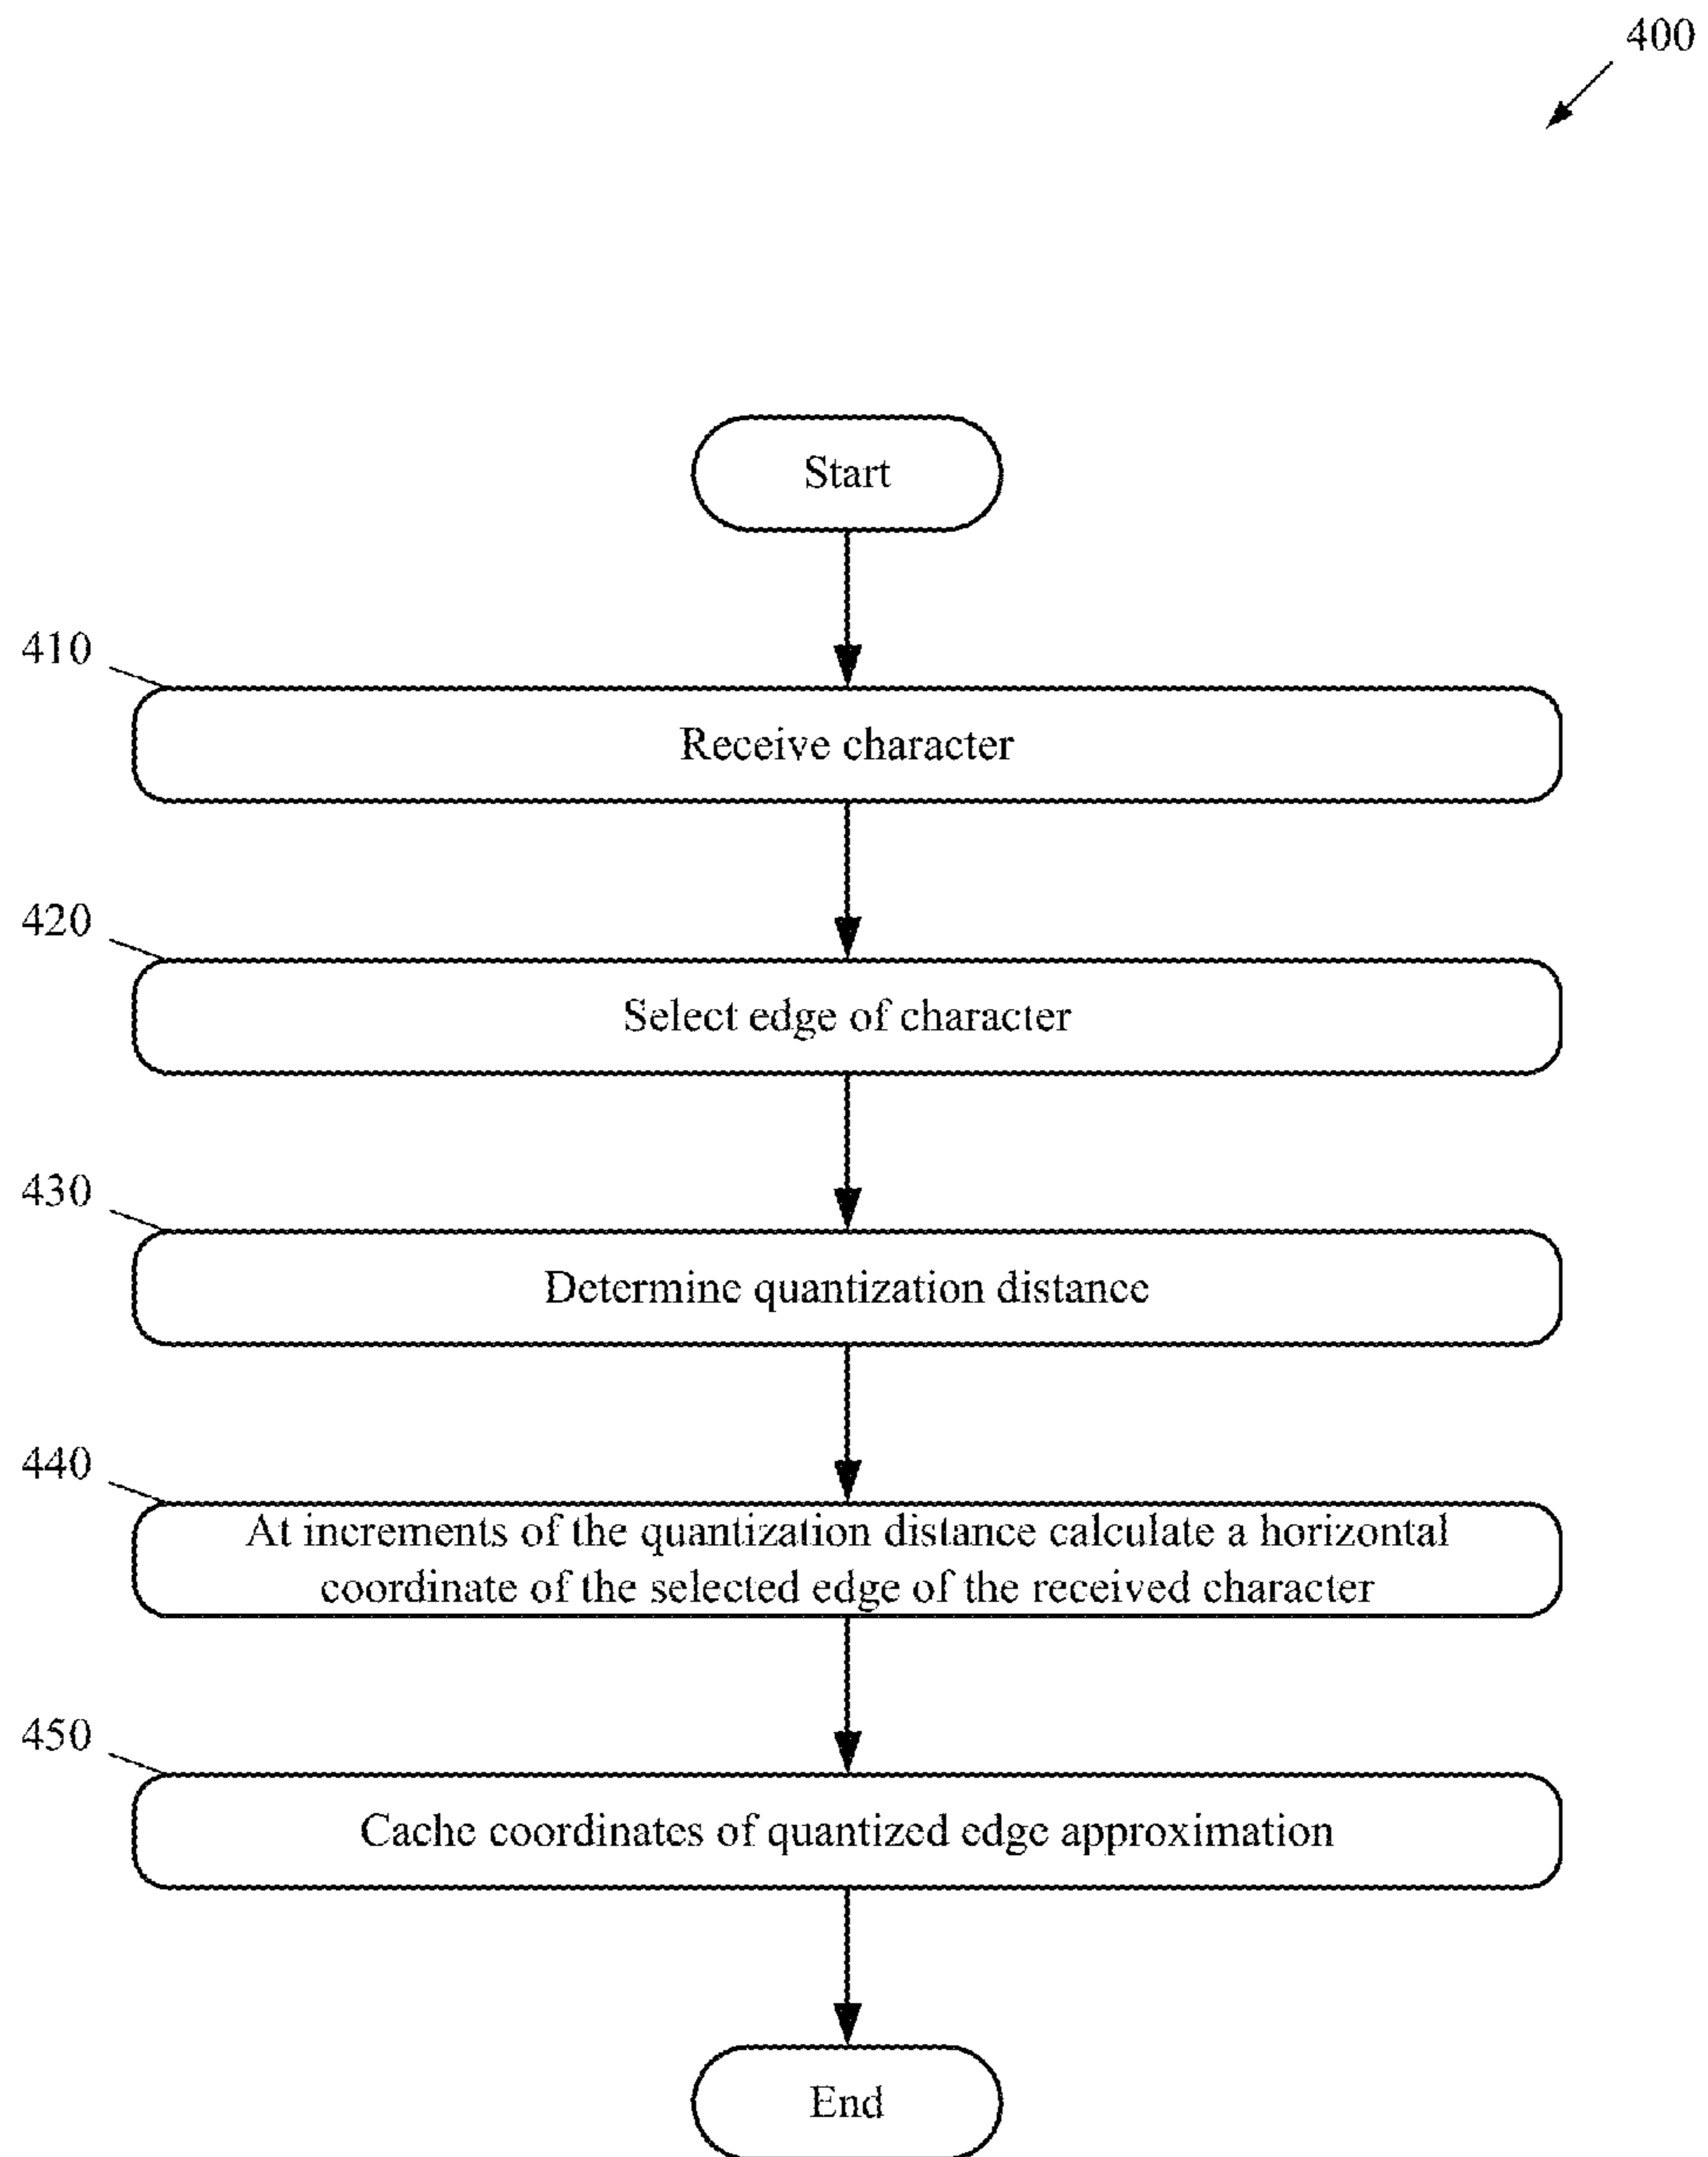 400
Start
410
Receive character
420
Select edge of character
430
Determine quantization distance
440
At increments of the quantization distance calculate a horizontal
coordinate of the selected edge of the received character
450
Cache coordinates of quantized edge approximation
End